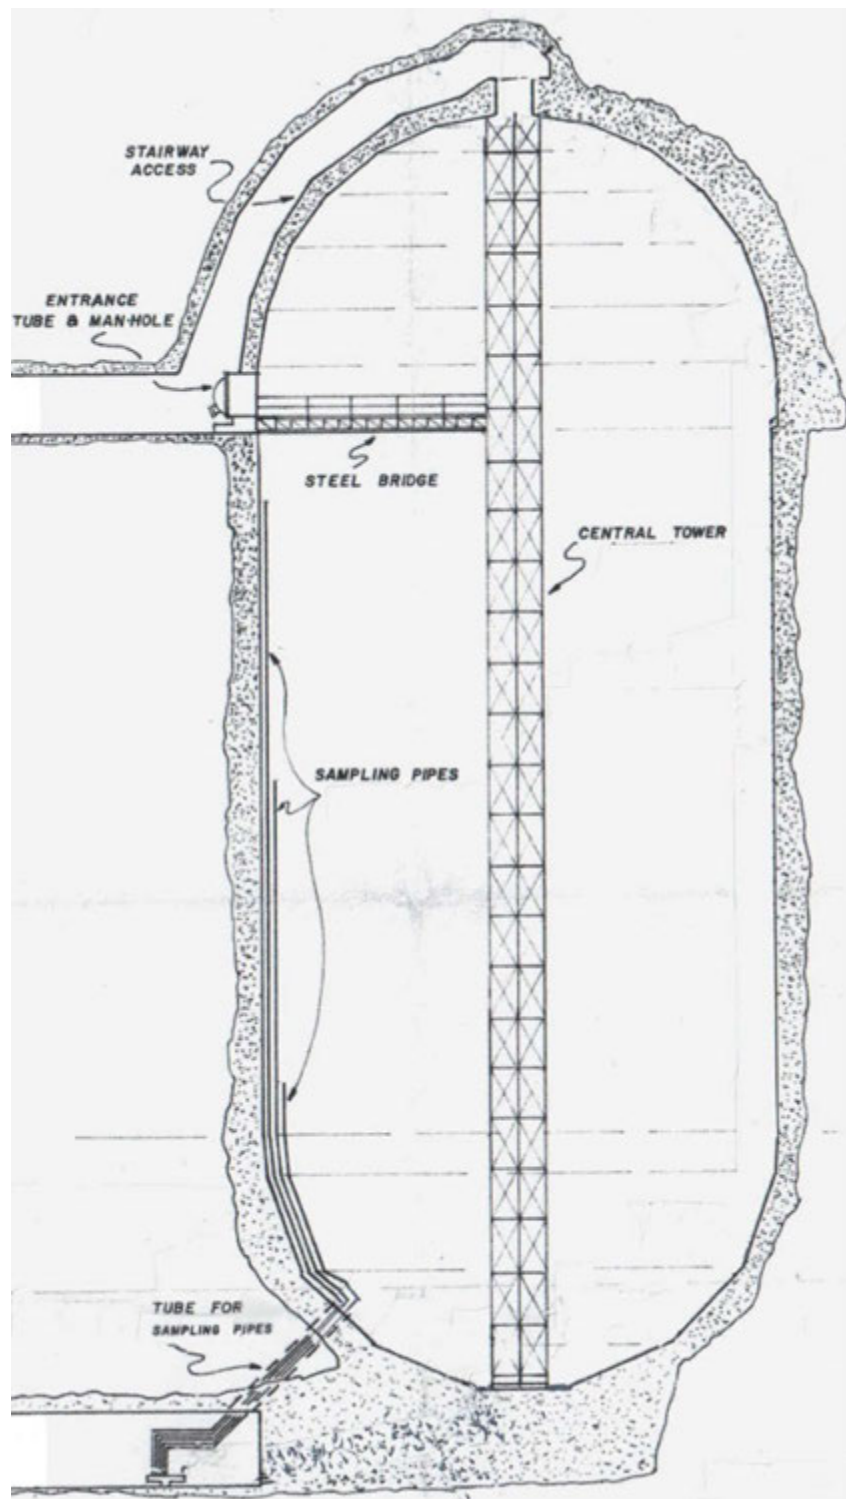 STAIRWAY
ACCESS
ENTRANCE
TUBE & MAN-HOLE
STEEL BRIDGE
CENTRAL TOWER
SAMPLING PIPES
TUBE FOR
SAMPLING PIPES